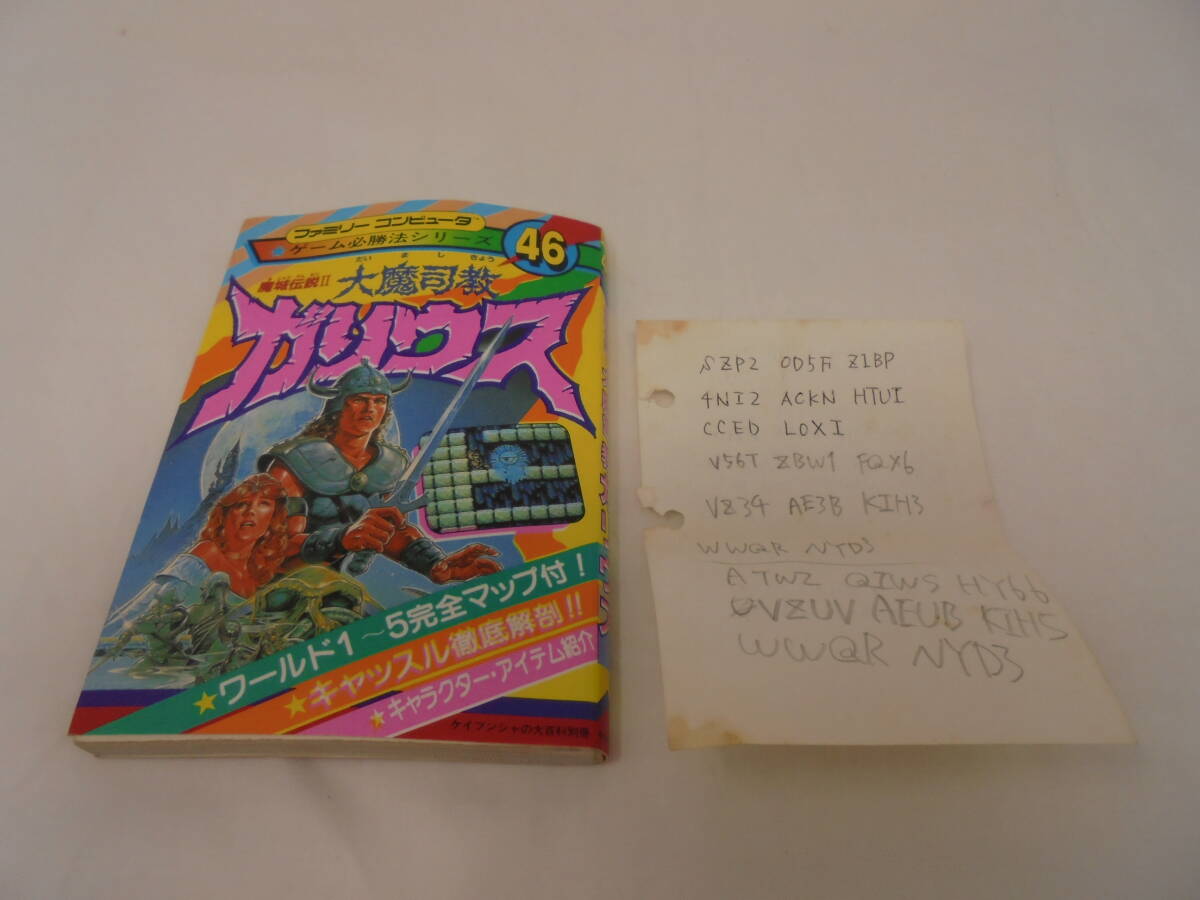 ファミリー コンピュータ
★ゲーム必勝法シリーズ
46
だいましきょう
魔城伝説II 大魔司教
ガリウス
★ワールド1〜5完全マップ付!
★キャッスル徹底解剖!!
★キャラクター・アイテム紹介
ケイブンシャの大百科別冊
SZP2 OD5F Z1BP
4NI2 ACKN HTUI
CCED LOXI
V56T ZBW1 FQX6
VZ34 AE3B KIH3
WWQR NYD3
ATWZ QIWS HY66
VZUV AEUB KIHS
WWQR NYD3